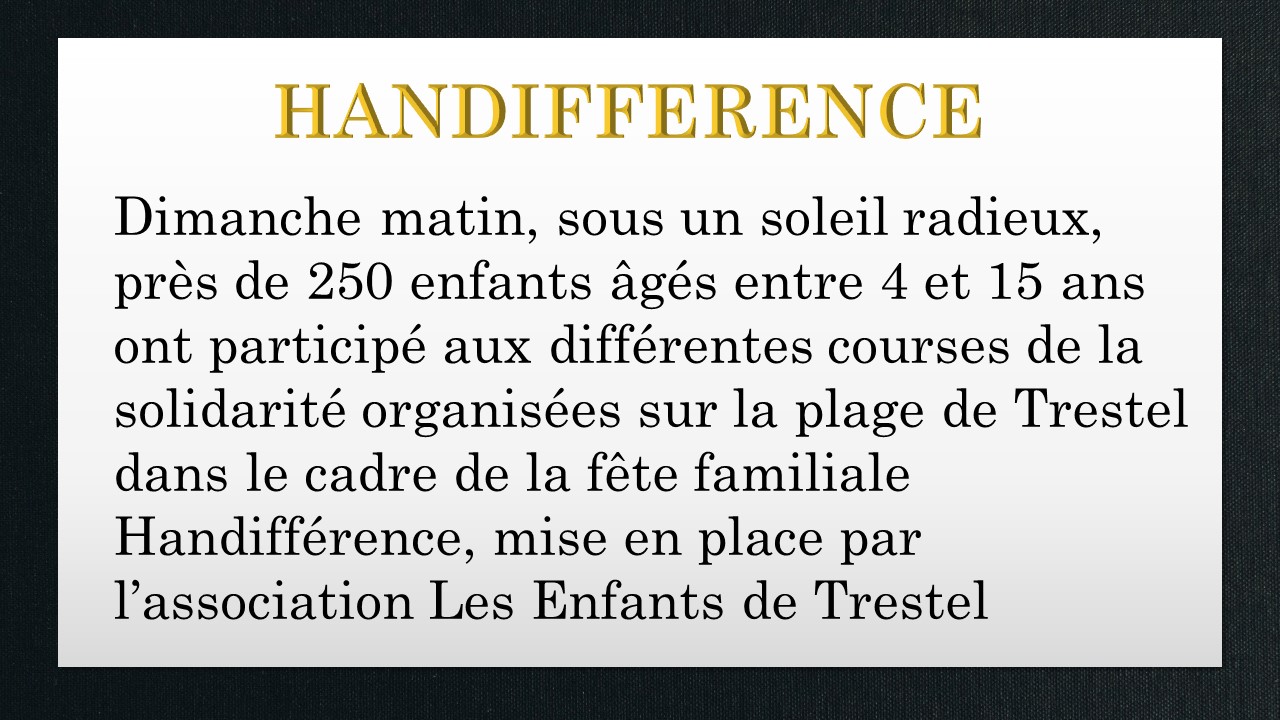 HANDIFFERENCE
Dimanche matin, sous un soleil radieux,
près de 250 enfants âgés entre 4 et 15 ans
ont participé aux différentes courses de la
solidarité organisées sur la plage de Trestel
dans le cadre de la fête familiale
Handifférence, mise en place par
l’association Les Enfants de Trestel